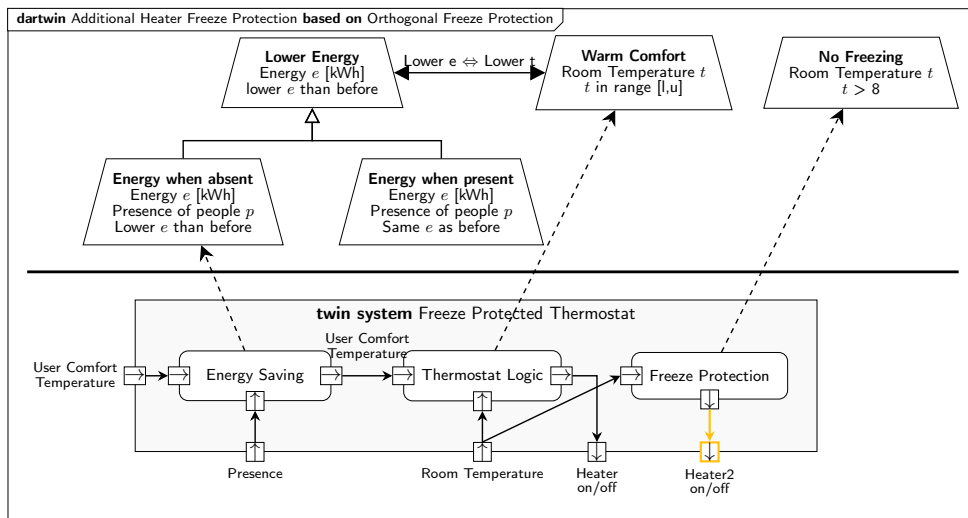 dartwin Additional Heater Freeze Protection based on Orthogonal Freeze Protection
Lower Energy
Energy e [kWh]
lower e than before
Lower e ⇔ Lower t
Warm Comfort
Room Temperature t
t in range [l,u]
No Freezing
Room Temperature t
t > 8
Energy when absent
Energy e [kWh]
Presence of people p
Lower e than before
Energy when present
Energy e [kWh]
Presence of people p
Same e as before
twin system Freeze Protected Thermostat
User Comfort
Temperature
Energy Saving
User Comfort
Temperature
Thermostat Logic
Freeze Protection
Presence
Room Temperature
Heater
on/off
Heater2
on/off